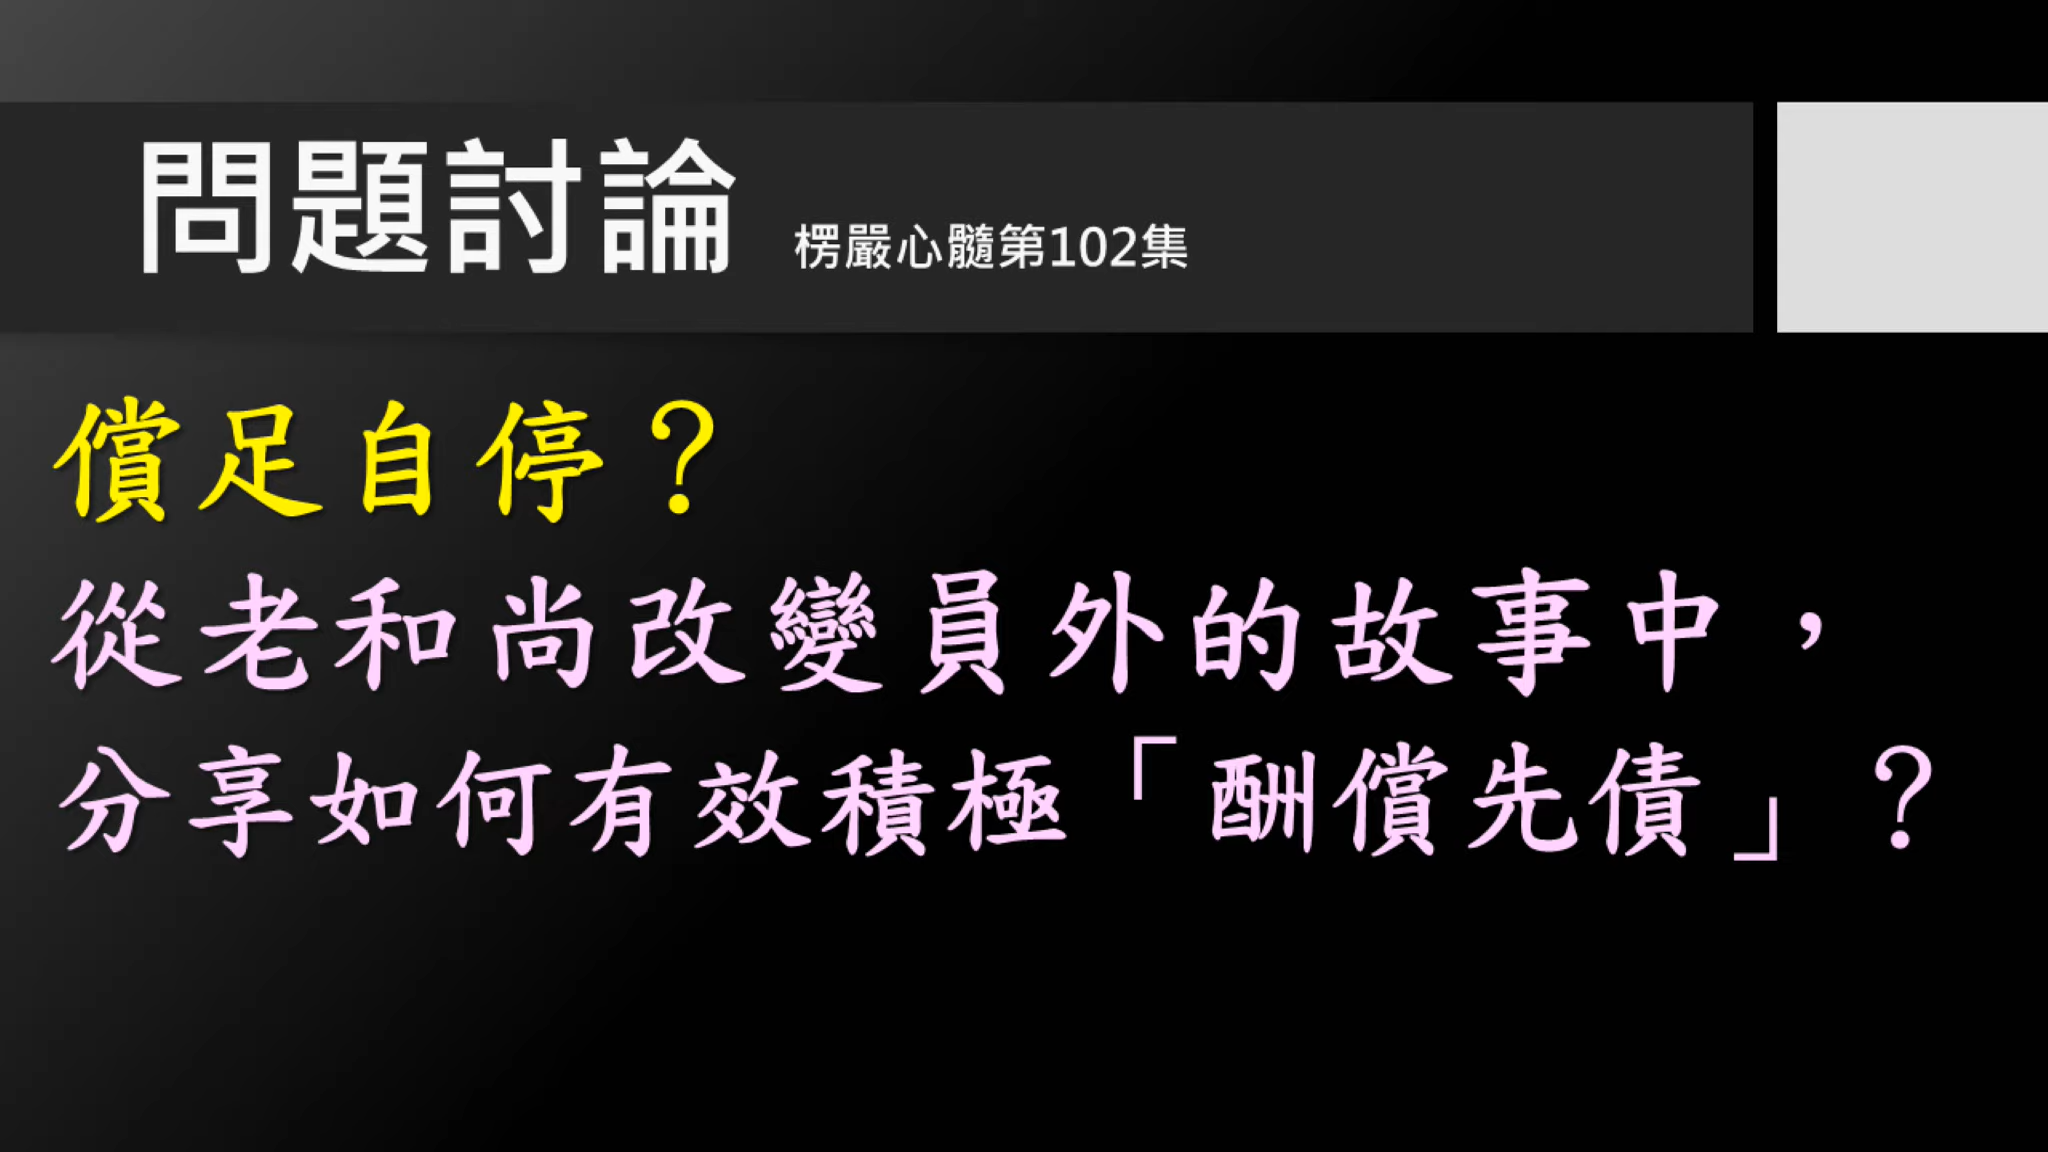 問題討論 楞嚴心髓第102集
償足自停？
從老和尚改變員外的故事中，
分享如何有效積極「酬償先債」？